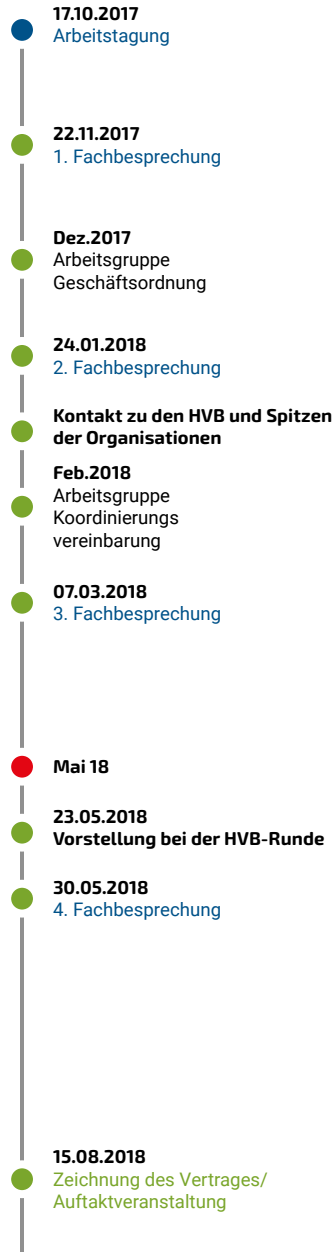 17.10.2017
Arbeitstagung
22.11.2017
1. Fachbesprechung
Dez.2017
Arbeitsgruppe
Geschäftsordnung
24.01.2018
2. Fachbesprechung
Kontakt zu den HVB und Spitzen
der Organisationen
Feb.2018
Arbeitsgruppe
Koordinierungs
vereinbarung
07.03.2018
3. Fachbesprechung
Mai 18
23.05.2018
Vorstellung bei der HVB-Runde
30.05.2018
4. Fachbesprechung
15.08.2018
Zeichnung des Vertrages/
Auftaktveranstaltung